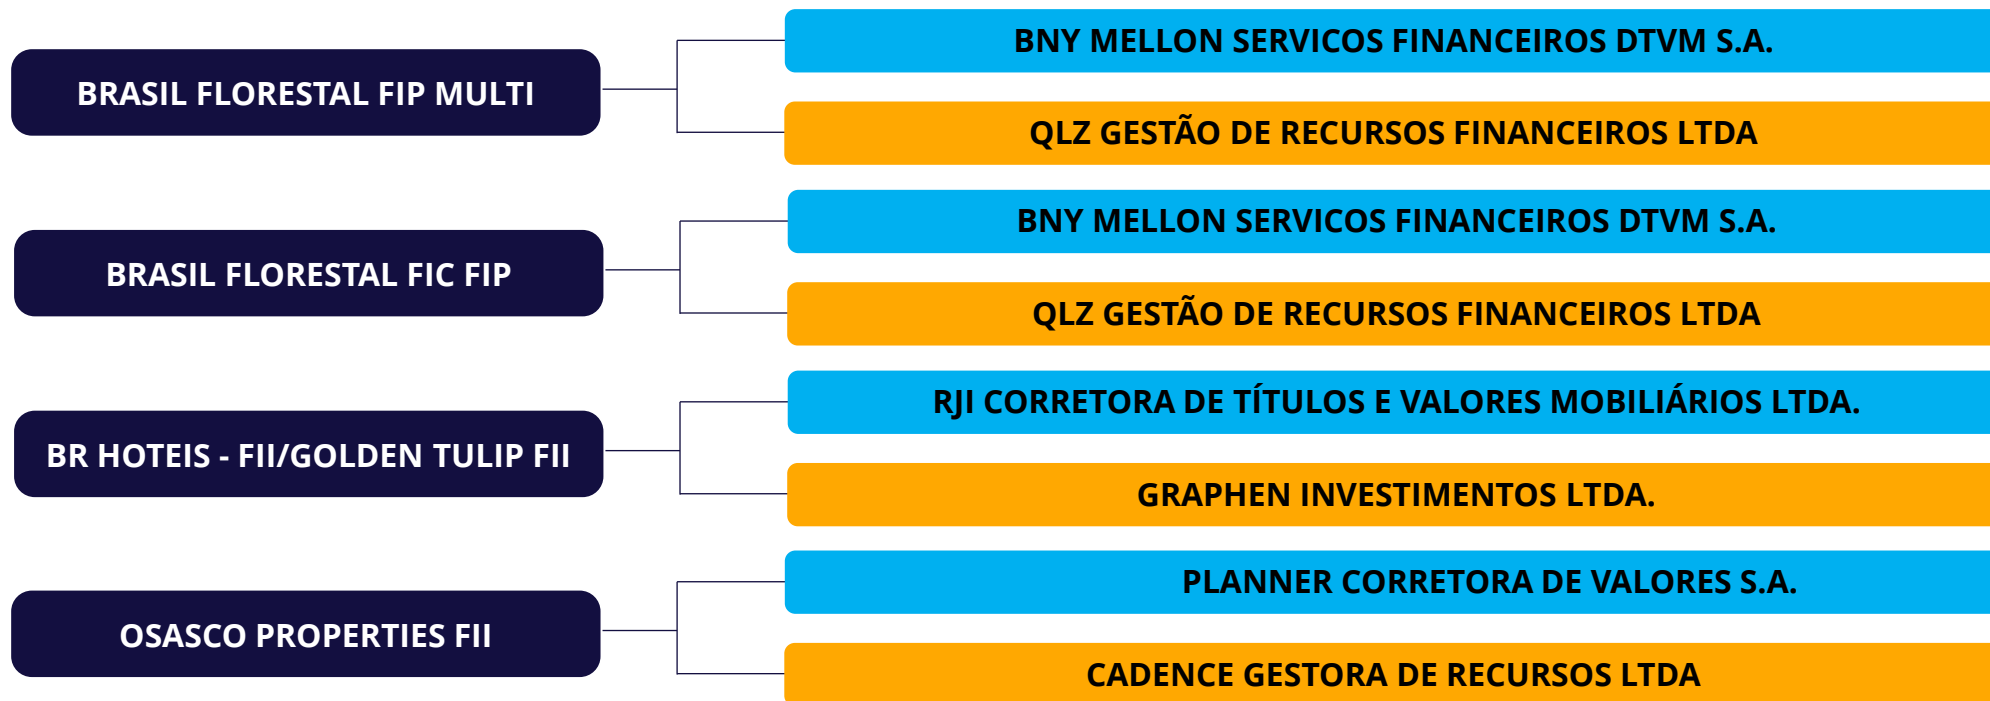 BRASIL FLORESTAL FIP MULTI
BNY MELLON SERVICOS FINANCEIROS DTVM S.A.
QLZ GESTÃO DE RECURSOS FINANCEIROS LTDA
BRASIL FLORESTAL FIC FIP
BNY MELLON SERVICOS FINANCEIROS DTVM S.A.
QLZ GESTÃO DE RECURSOS FINANCEIROS LTDA
BR HOTEIS - FII/GOLDEN TULIP FII
RJI CORRETORA DE TÍTULOS E VALORES MOBILIÁRIOS LTDA.
GRAPHEN INVESTIMENTOS LTDA.
OSASCO PROPERTIES FII
PLANNER CORRETORA DE VALORES S.A.
CADENCE GESTORA DE RECURSOS LTDA